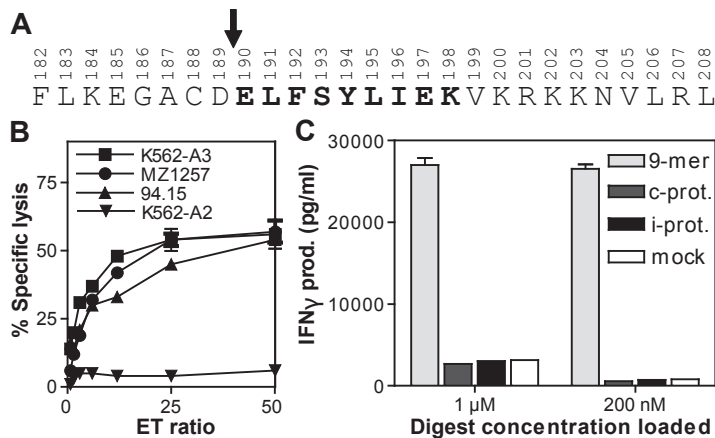 A
182 183 184 185 186 187 188 189 190 191 192 193 194 195 196 197 198 199 200 201 202 203 204 205 206 207 208
F L K E G A C D E L F S Y L I E K V K R K K N V L R L
B
K562-A3
MZ1257
94.15
K562-A2
% Specific lysis
75
50
25
0
0 25 50
ET ratio
C
IFNγ prod. (pg/ml)
30000
20000
10000
0
9-mer
c-prot.
i-prot.
mock
1 µM 200 nM
Digest concentration loaded